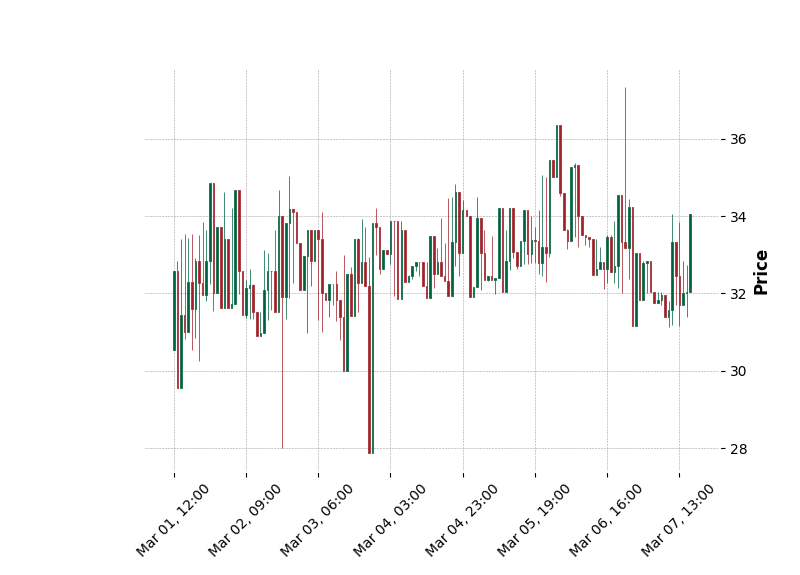 36
34
32
30
28
Price
Mar 01, 12:00
Mar 02, 09:00
Mar 03, 06:00
Mar 04, 03:00
Mar 04, 23:00
Mar 05, 19:00
Mar 06, 16:00
Mar 07, 13:00